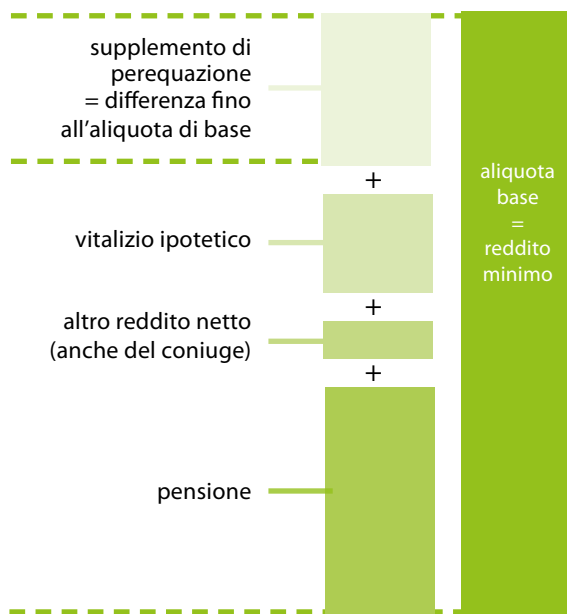 supplemento di
perequazione
= differenza fino
all'aliquota di base
+
vitalizio ipotetico
+
altro reddito netto
(anche del coniuge)
+
pensione
aliquota
base
=
reddito
minimo